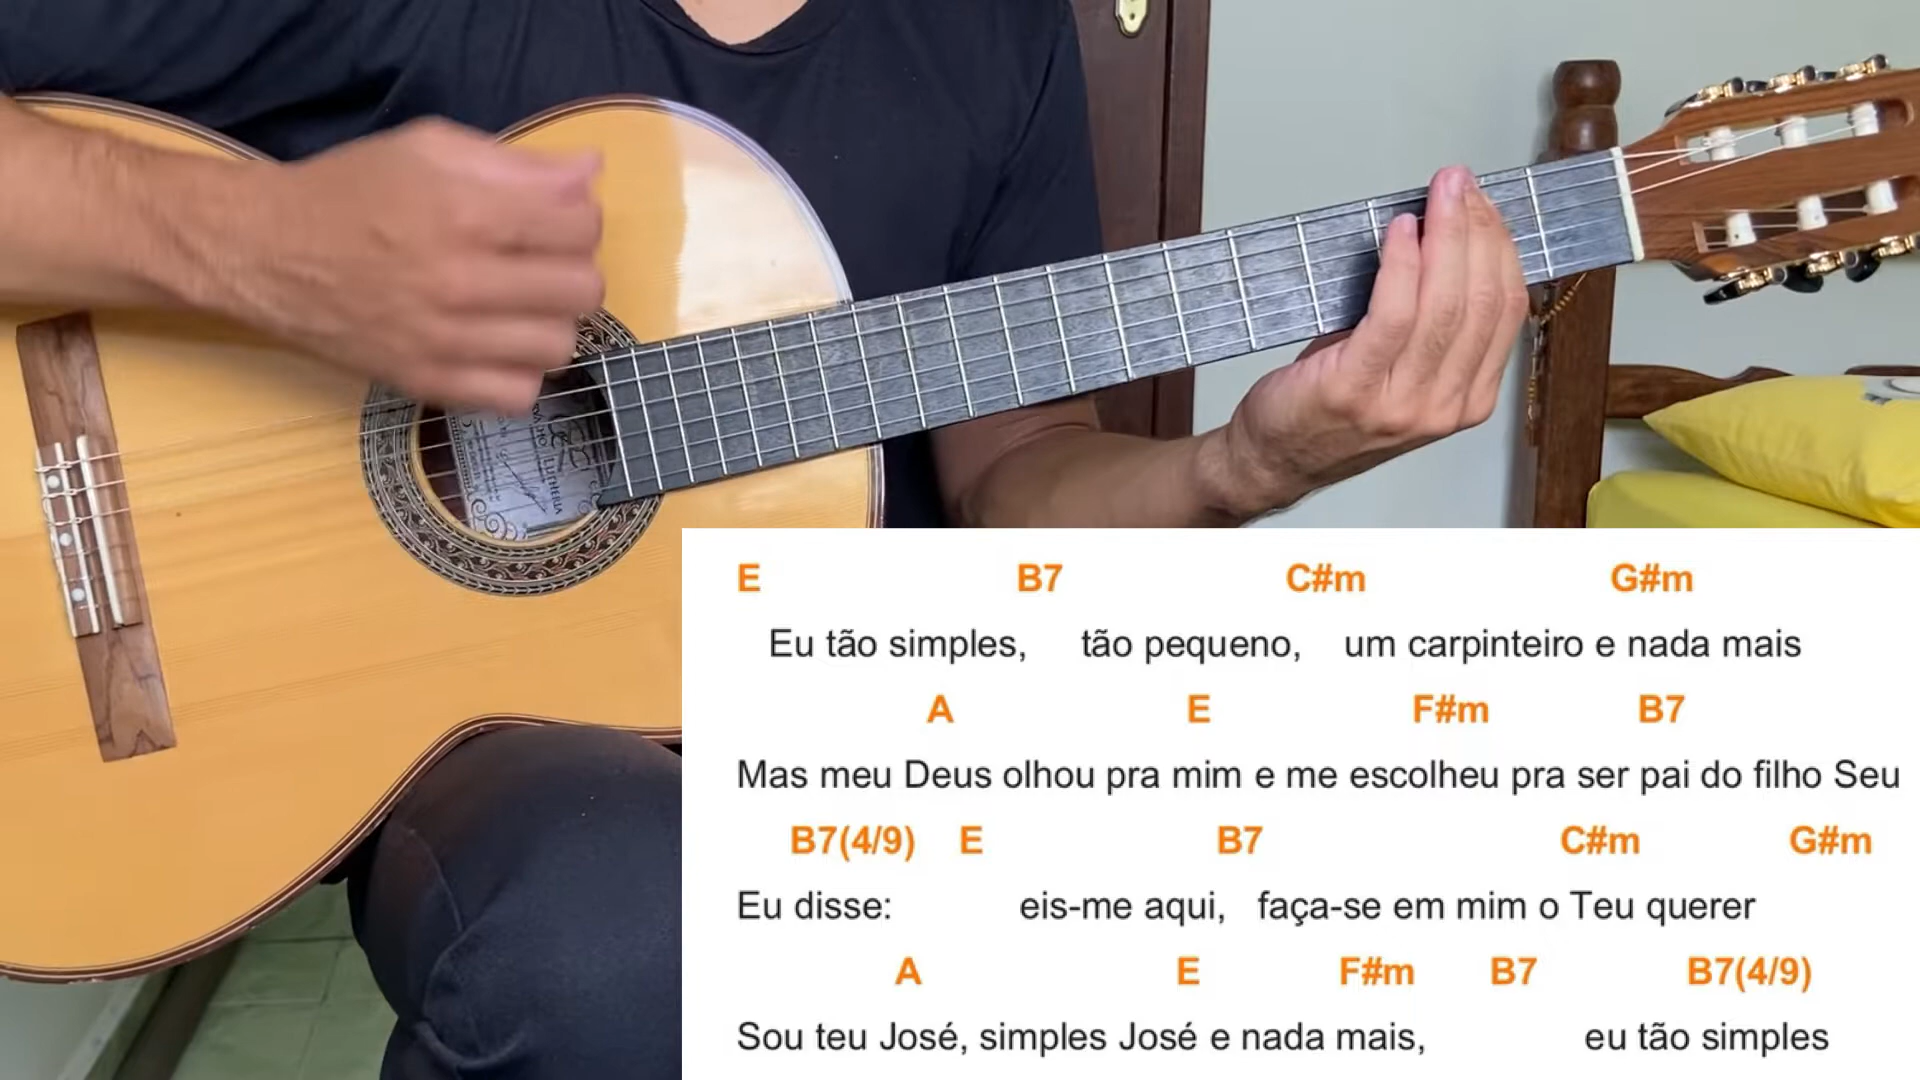 E B7 C#m G#m
Eu tão simples, tão pequeno, um carpinteiro e nada mais
A E F#m B7
Mas meu Deus olhou pra mim e me escolheu pra ser pai do filho Seu
B7(4/9) E B7 C#m G#m
Eu disse: eis-me aqui, faça-se em mim o Teu querer
A E F#m B7 B7(4/9)
Sou teu José, simples José e nada mais, eu tão simples